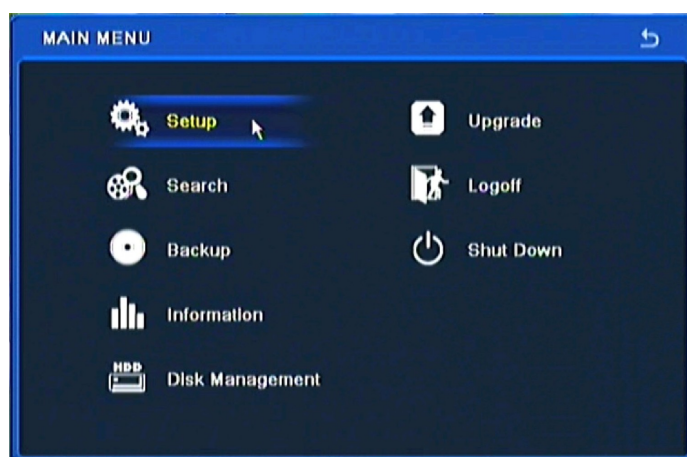 MAIN MENU
Setup
Search
Backup
Information
HDD
Disk Management
Upgrade
Logoff
Shut Down